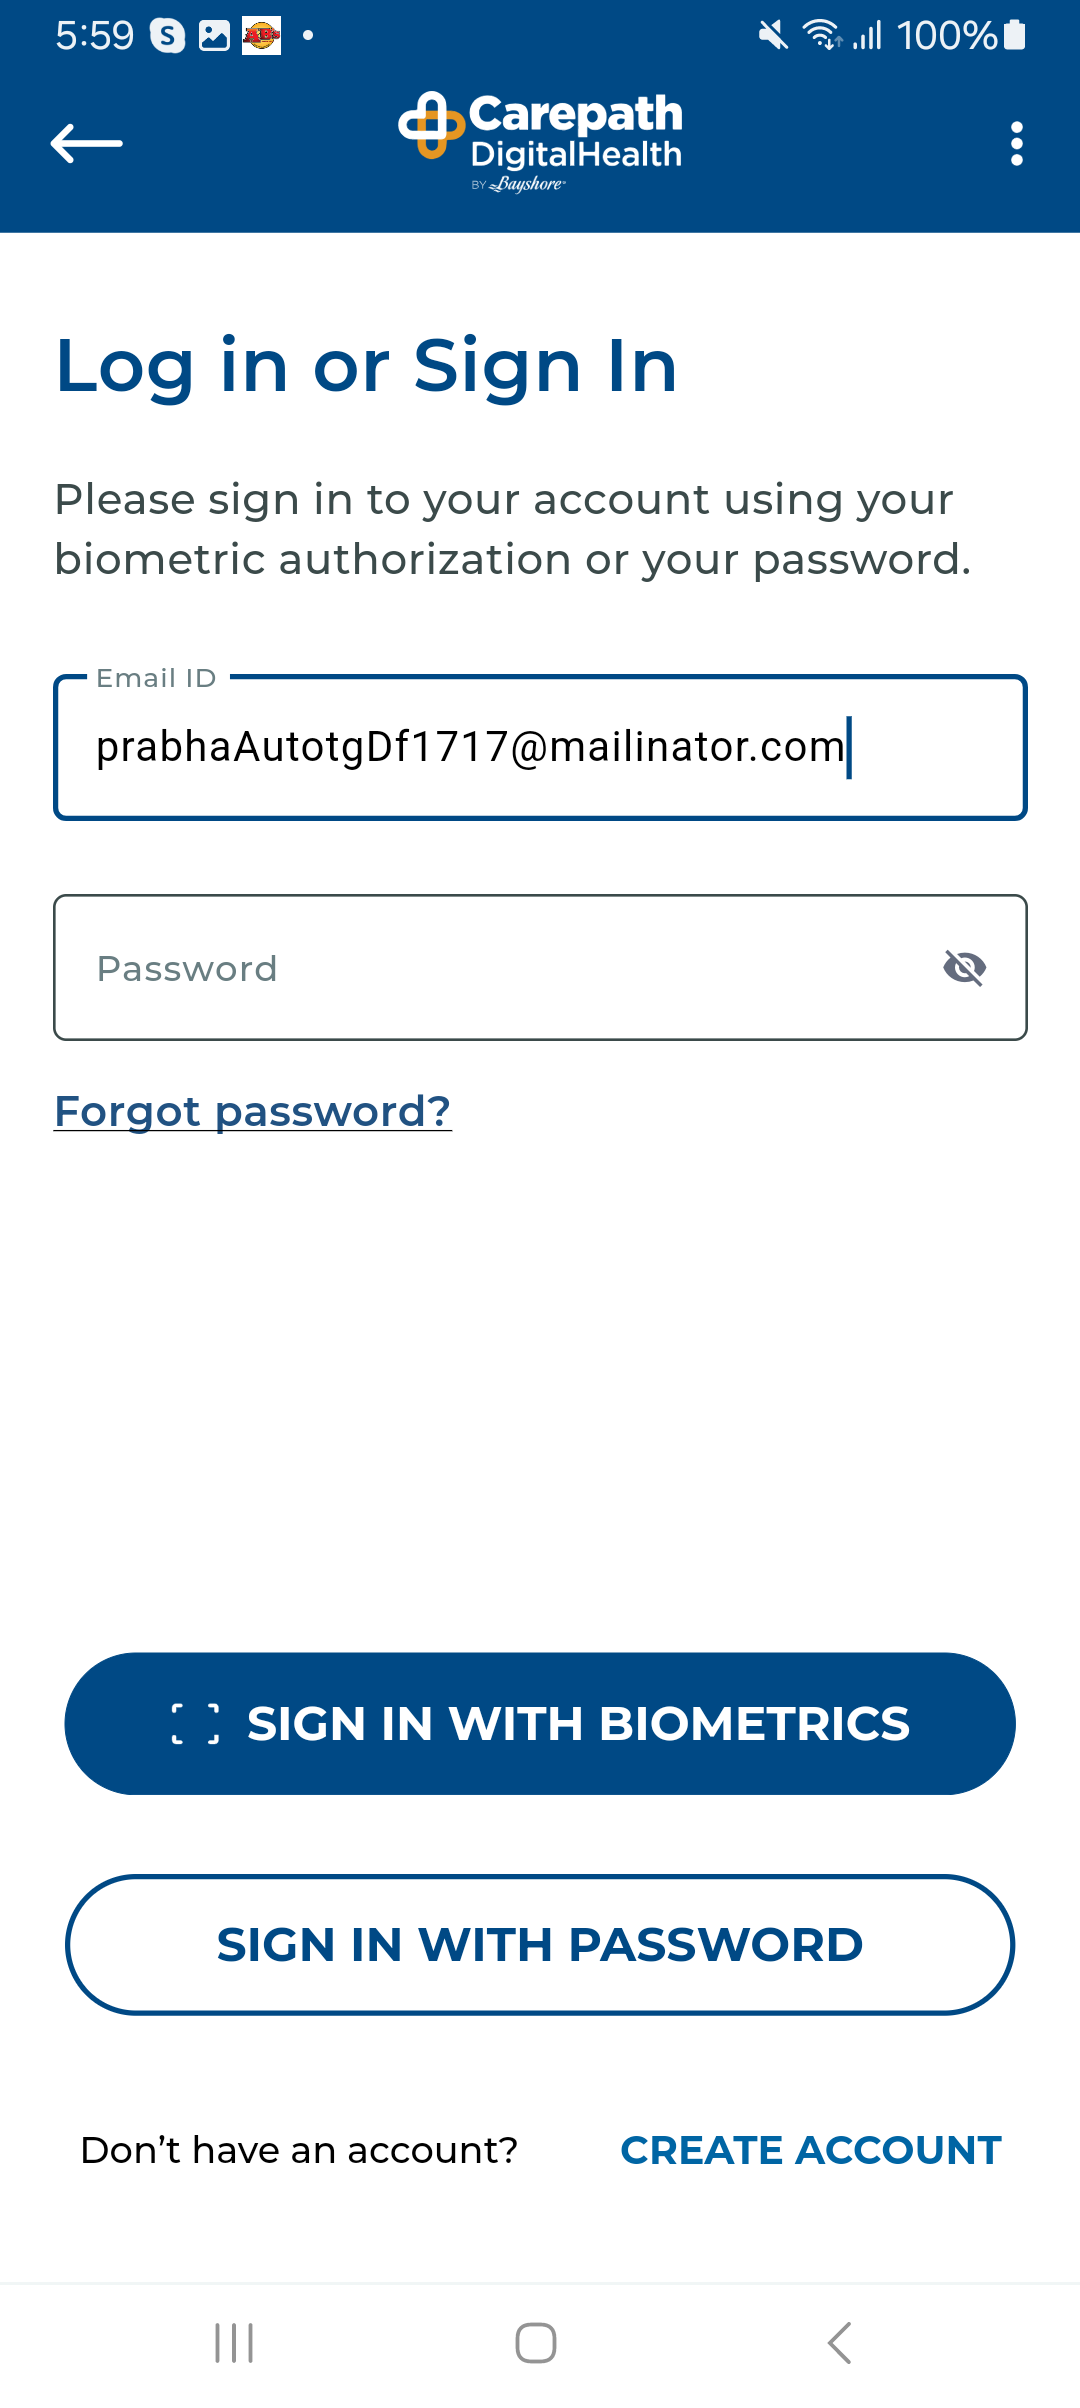 5:59
100%
Carepath
DigitalHealth
BY Bayshore
Log in or Sign In
Please sign in to your account using your
biometric authorization or your password.
Email ID
prabhaAutotgDf1717@mailinator.com
Password
Forgot password?
SIGN IN WITH BIOMETRICS
SIGN IN WITH PASSWORD
Don’t have an account?
CREATE ACCOUNT